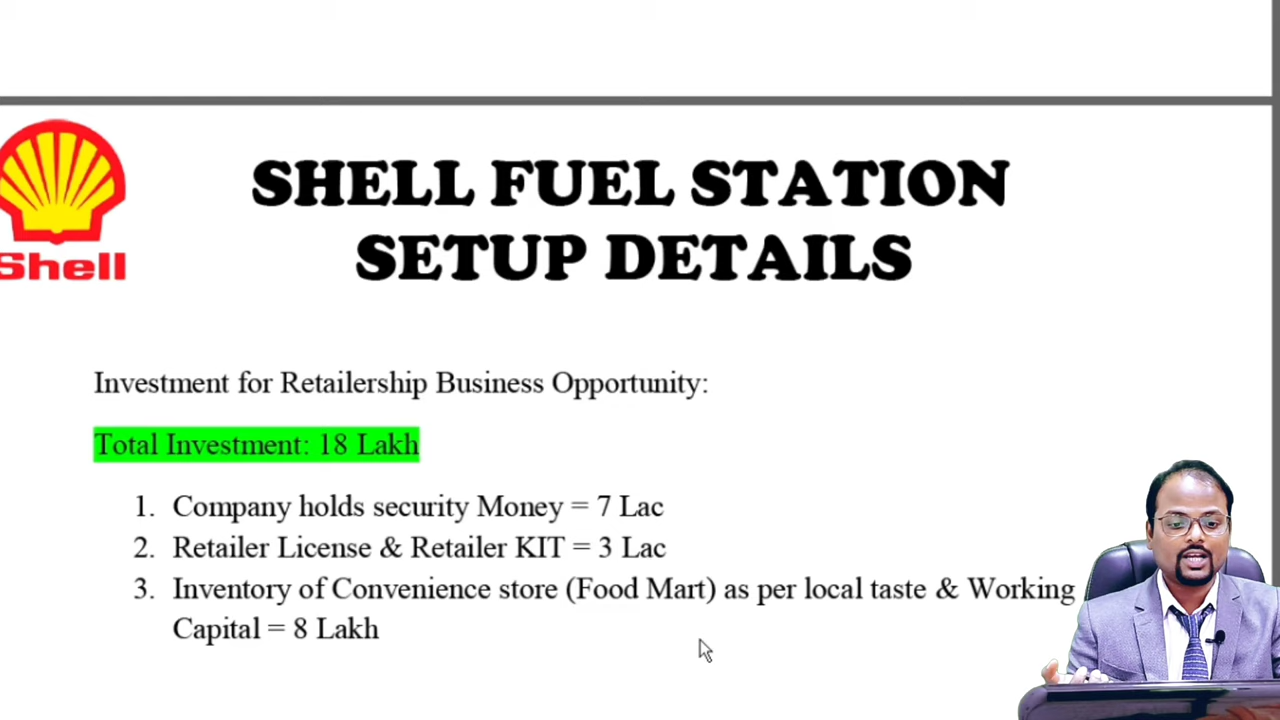 SHELL FUEL STATION
SETUP DETAILS
Shell
Investment for Retailership Business Opportunity:
Total Investment: 18 Lakh
1. Company holds security Money = 7 Lac
2. Retailer License & Retailer KIT = 3 Lac
3. Inventory of Convenience store (Food Mart) as per local taste & Working
Capital = 8 Lakh